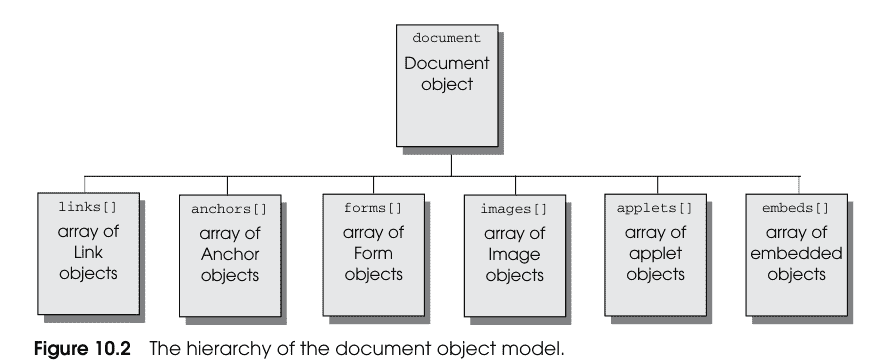 document
Document
object
links[]
array of
Link
objects
anchors[]
array of
Anchor
objects
forms[]
array of
Form
objects
images[]
array of
Image
objects
applets[]
array of
applet
objects
embeds[]
array of
embedded
objects
Figure 10.2 The hierarchy of the document object model.